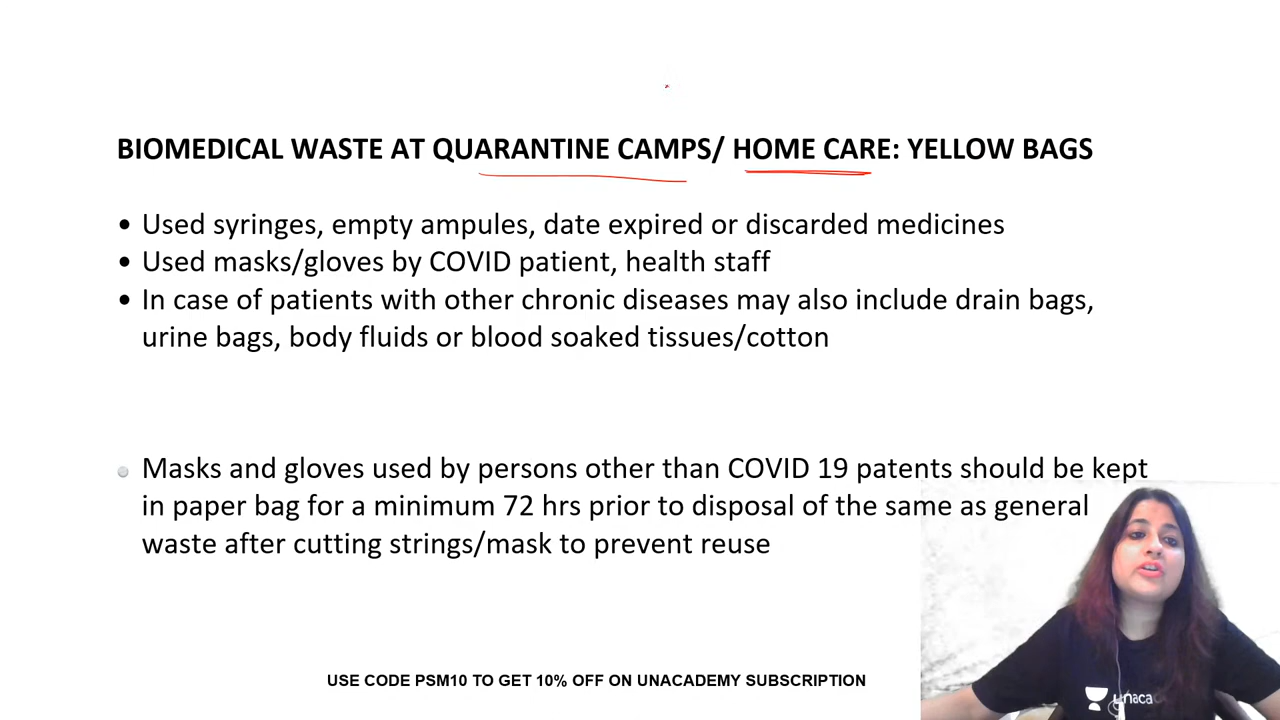 BIOMEDICAL WASTE AT QUARANTINE CAMPS/ HOME CARE: YELLOW BAGS
• Used syringes, empty ampules, date expired or discarded medicines
• Used masks/gloves by COVID patient, health staff
• In case of patients with other chronic diseases may also include drain bags,
urine bags, body fluids or blood soaked tissues/cotton
• Masks and gloves used by persons other than COVID 19 patents should be kept
in paper bag for a minimum 72 hrs prior to disposal of the same as general
waste after cutting strings/mask to prevent reuse
unaca
USE CODE PSM10 TO GET 10% OFF ON UNACADEMY SUBSCRIPTION